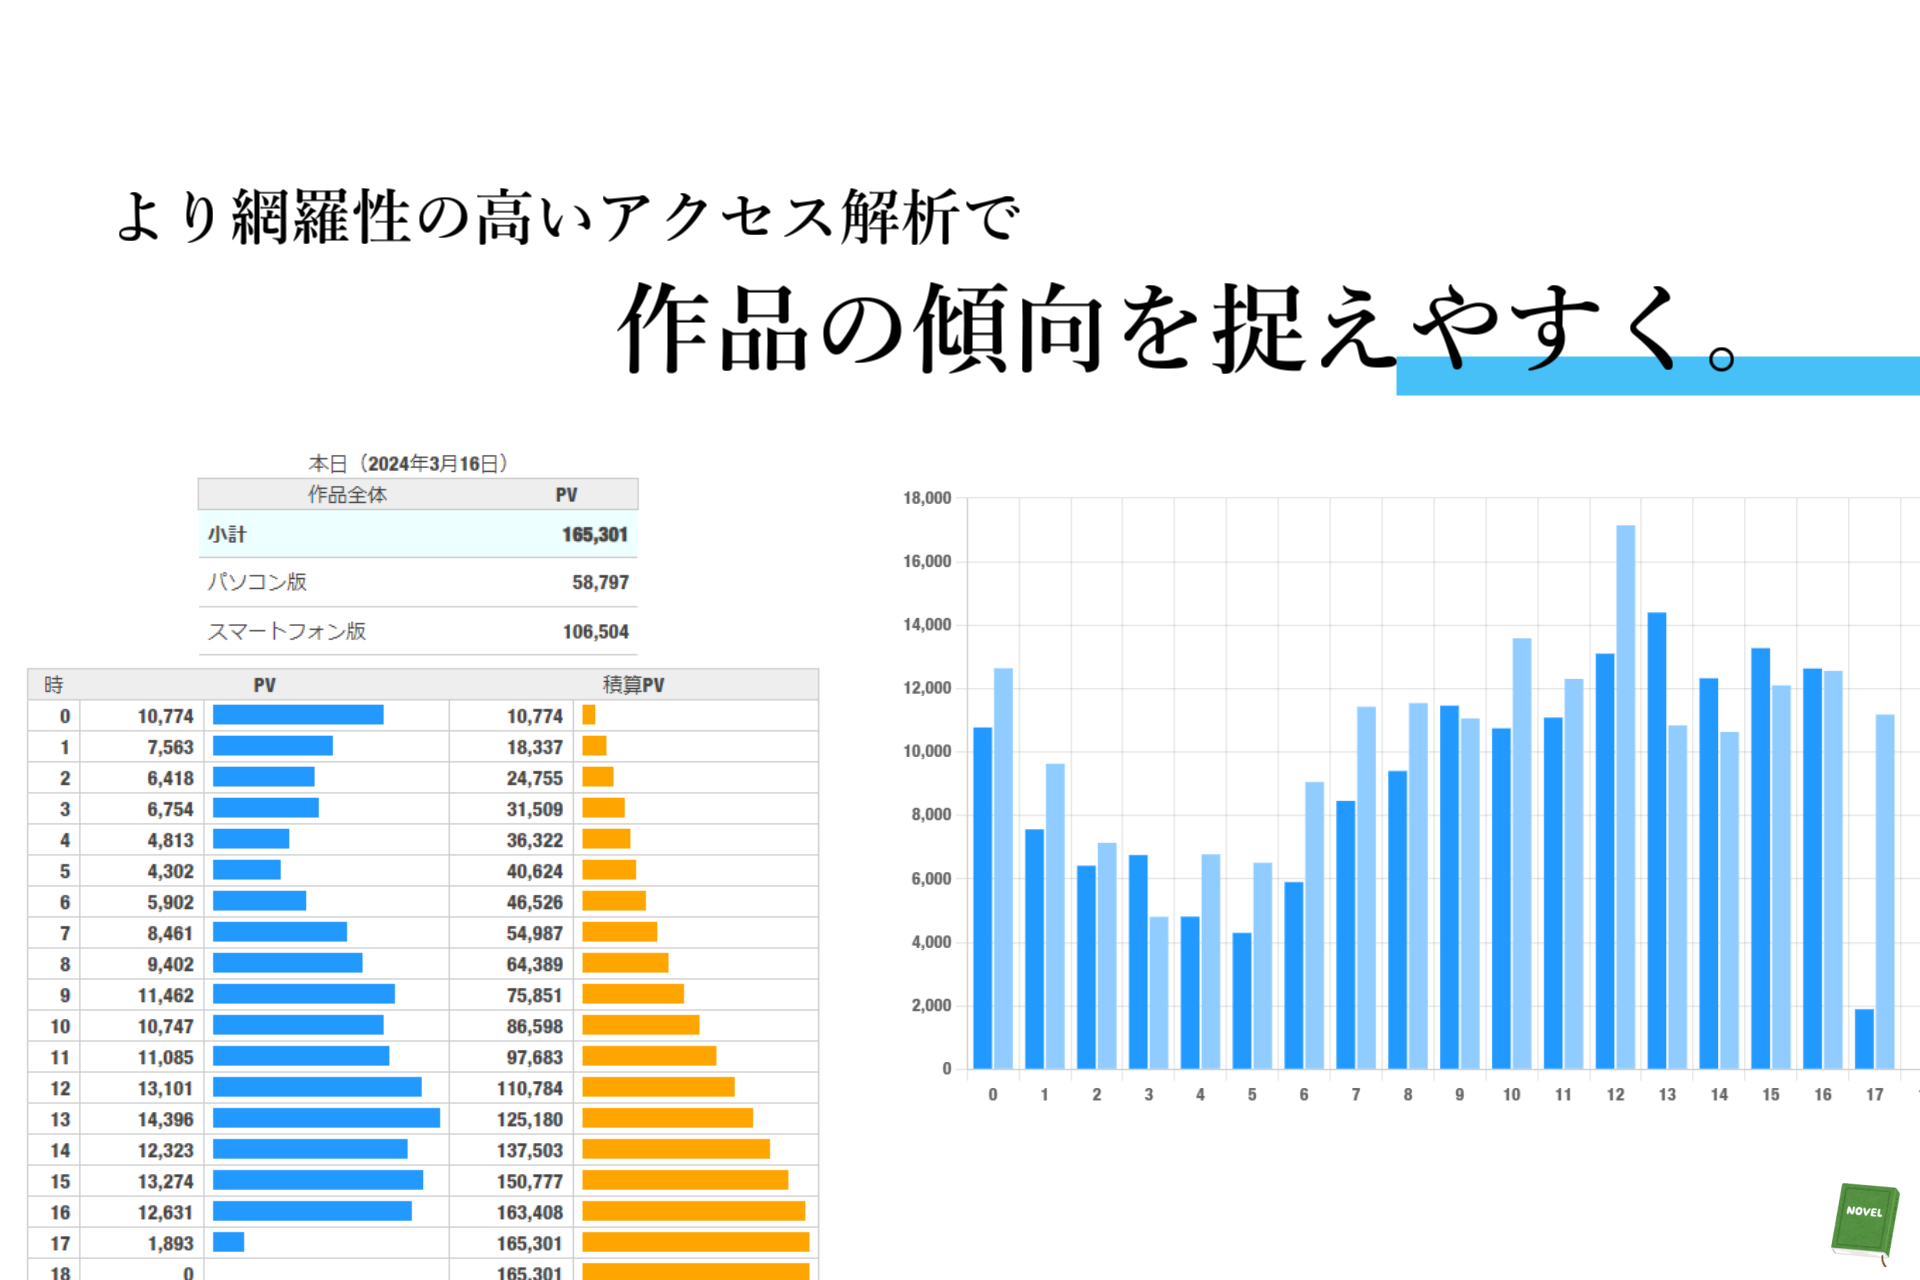 より網羅性の高いアクセス解析で
作品の傾向を捉えやすく。
本日（2024年3月16日）
作品全体 PV
小計 165,301
パソコン版 58,797
スマートフォン版 106,504
時 PV 積算PV
0 10,774 10,774
1 7,563 18,337
2 6,418 24,755
3 6,754 31,509
4 4,813 36,322
5 4,302 40,624
6 5,902 46,526
7 8,461 54,987
8 9,402 64,389
9 11,462 75,851
10 10,747 86,598
11 11,085 97,683
12 13,101 110,784
13 14,396 125,180
14 12,323 137,503
15 13,274 150,777
16 12,631 163,408
17 1,893 165,301
18 0 165,301
18,000
16,000
14,000
12,000
10,000
8,000
6,000
4,000
2,000
0
0 1 2 3 4 5 6 7 8 9 10 11 12 13 14 15 16 17
NOVEL